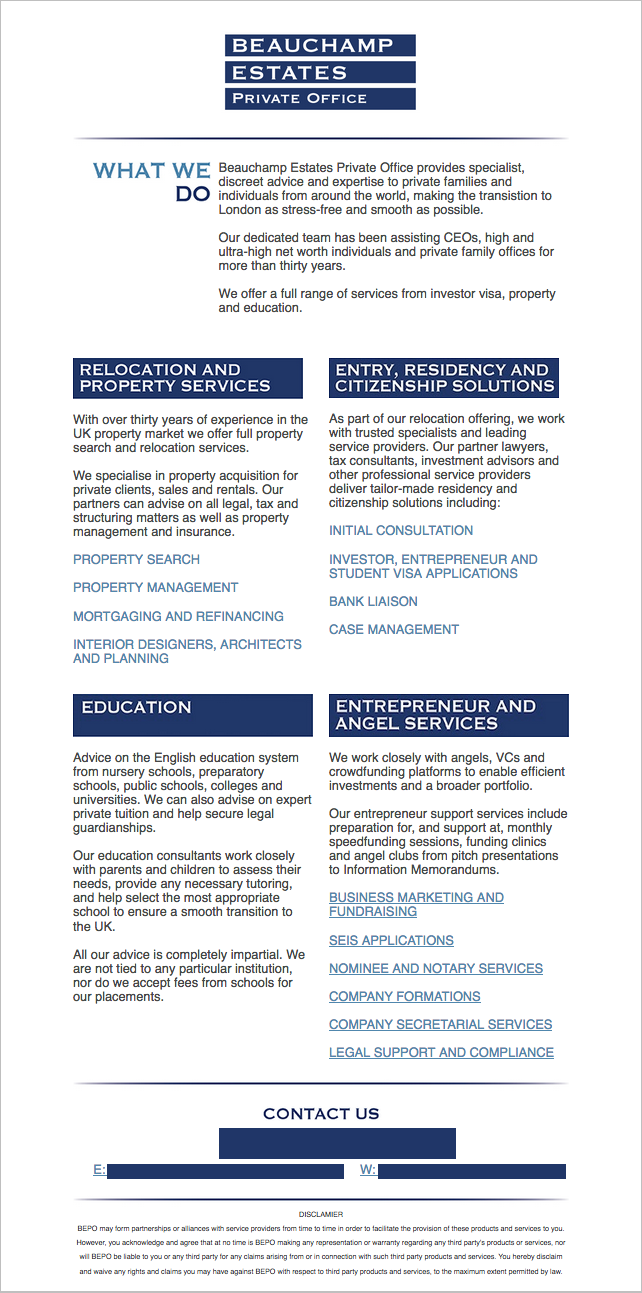 BEAUCHAMP
ESTATES
PRIVATE OFFICE
WHAT WE
DO
Beauchamp Estates Private Office provides specialist,
discreet advice and expertise to private families and
individuals from around the world, making the transistion to
London as stress-free and smooth as possible.
Our dedicated team has been assisting CEOs, high and
ultra-high net worth individuals and private family offices for
more than thirty years.
We offer a full range of services from investor visa, property
and education.
RELOCATION AND
PROPERTY SERVICES
With over thirty years of experience in the
UK property market we offer full property
search and relocation services.
We specialise in property acquisition for
private clients, sales and rentals. Our
partners can advise on all legal, tax and
structuring matters as well as property
management and insurance.
PROPERTY SEARCH
PROPERTY MANAGEMENT
MORTGAGING AND REFINANCING
INTERIOR DESIGNERS, ARCHITECTS
AND PLANNING
ENTRY, RESIDENCY AND
CITIZENSHIP SOLUTIONS
As part of our relocation offering, we work
with trusted specialists and leading
service providers. Our partner lawyers,
tax consultants, investment advisors and
other professional service providers
deliver tailor-made residency and
citizenship solutions including:
INITIAL CONSULTATION
INVESTOR, ENTREPRENEUR AND
STUDENT VISA APPLICATIONS
BANK LIAISON
CASE MANAGEMENT
EDUCATION
Advice on the English education system
from nursery schools, preparatory
schools, public schools, colleges and
universities. We can also advise on expert
private tuition and help secure legal
guardianships.
Our education consultants work closely
with parents and children to assess their
needs, provide any necessary tutoring,
and help select the most appropriate
school to ensure a smooth transition to
the UK.
All our advice is completely impartial. We
are not tied to any particular institution,
nor do we accept fees from schools for
our placements.
ENTREPRENEUR AND
ANGEL SERVICES
We work closely with angels, VCs and
crowdfunding platforms to enable efficient
investments and a broader portfolio.
Our entrepreneur support services include
preparation for, and support at, monthly
speedfunding sessions, funding clinics
and angel clubs from pitch presentations
to Information Memorandums.
BUSINESS MARKETING AND
FUNDRAISING
SEIS APPLICATIONS
NOMINEE AND NOTARY SERVICES
COMPANY FORMATIONS
COMPANY SECRETARIAL SERVICES
LEGAL SUPPORT AND COMPLIANCE
CONTACT US
E: W:
DISCLAMIER
BEPO may form partnerships or alliances with service providers from time to time in order to facilitate the provision of these products and services to you.
However, you acknowledge and agree that at no time is BEPO making any representation or warranty regarding any third party's products or services, nor
will BEPO be liable to you or any third party for any claims arising from or in connection with such third party products and services. You hereby disclaim
and waive any rights and claims you may have against BEPO with respect to third party products and services, to the maximum extent permitted by law.